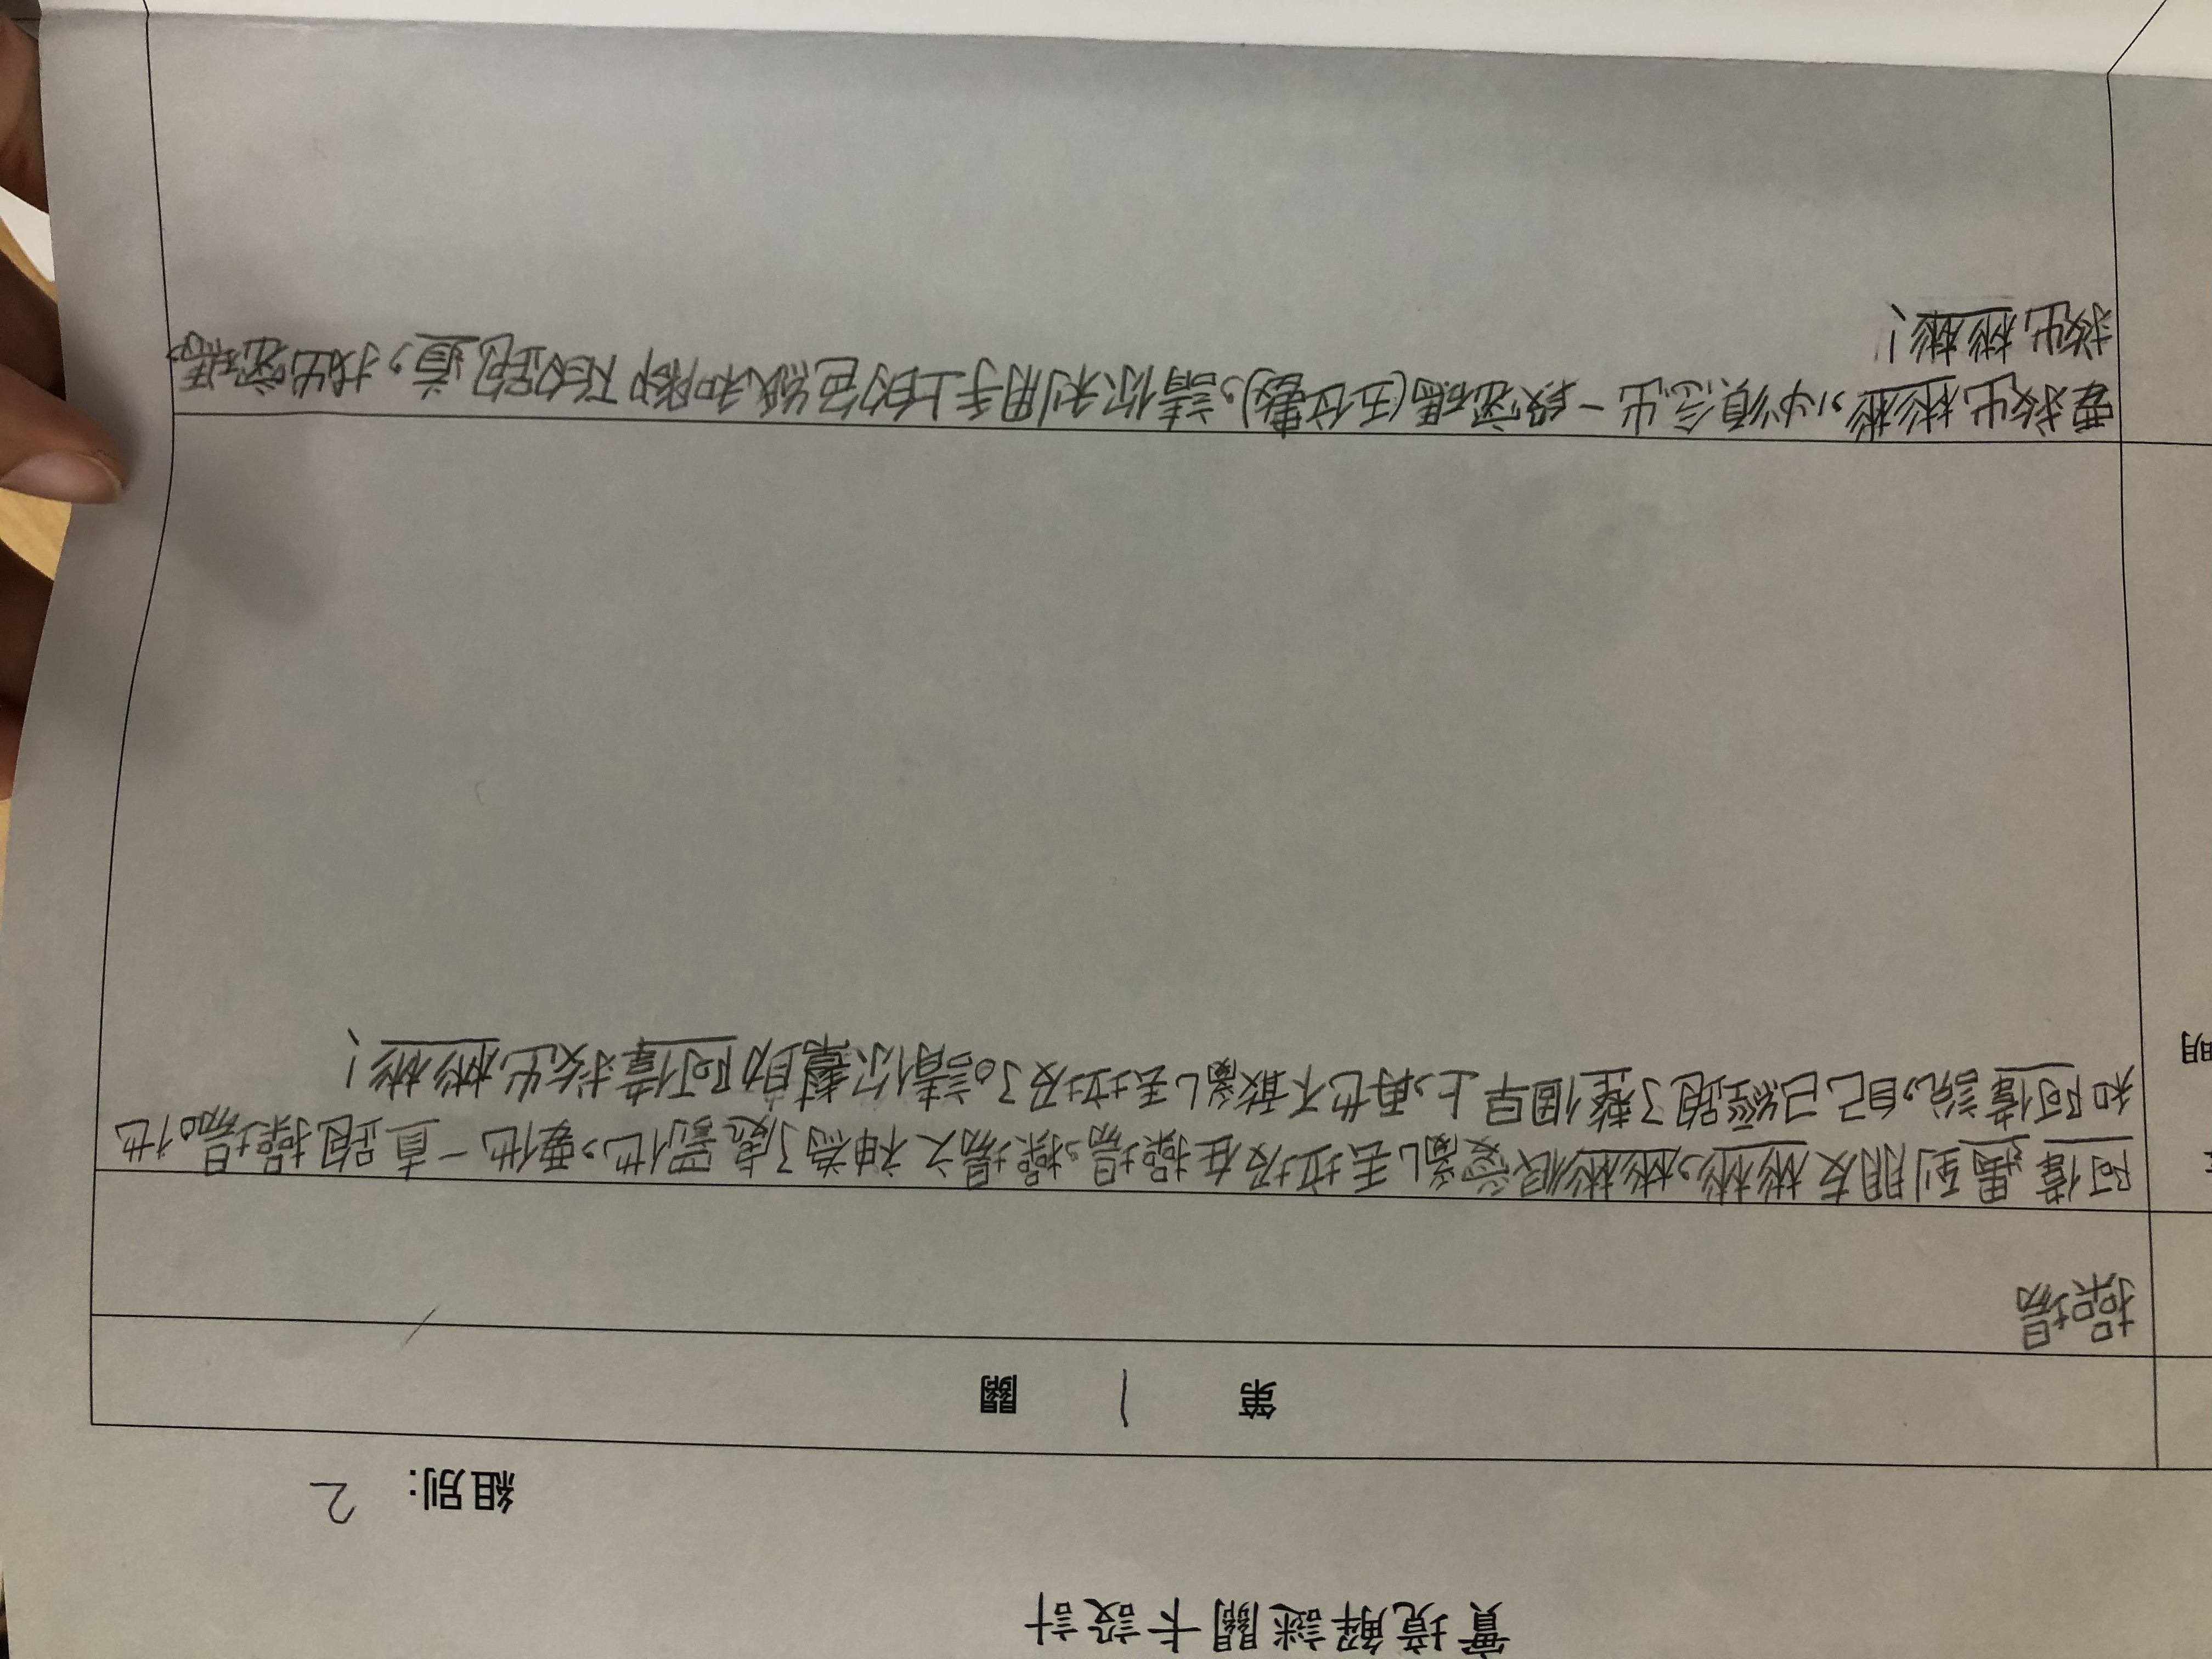 實境解謎關卡設計
組別: 2
第 1 關
操場
阿偉遇到朋友彬彬,彬彬很愛亂丟垃圾在操場,操場之神為了處罰他,要他一直跑操場。他
和阿偉說,自己已經跑了整個早上,再也不敢亂丟垃圾了。請你幫助阿偉救出彬彬!
明
要救出彬彬,必須念出一段密碼(五位數),請你利用手上的色紙和腳下的跑道,找出密碼,
救出彬彬!